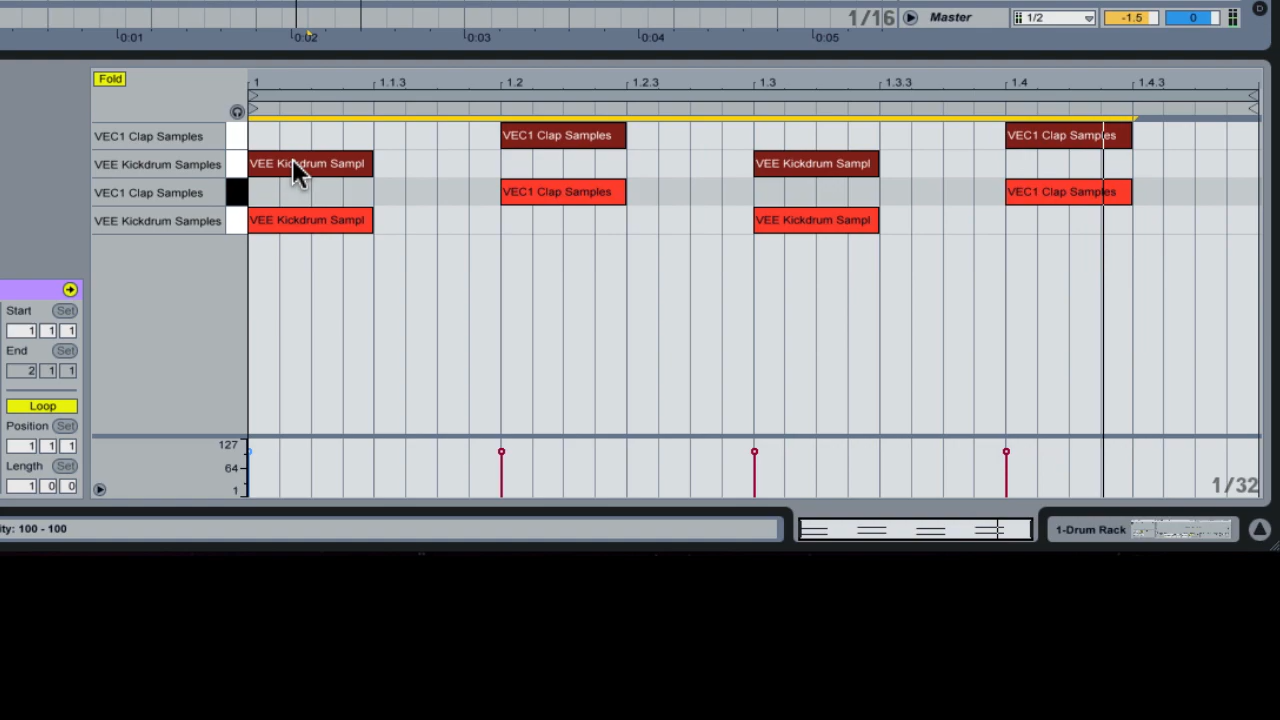 1/16 Master 1/2 -1.5 0 D
0:01 0:02 0:03 0:04 0:05
Fold 1 1.1.3 1.2 1.2.3 1.3 1.3.3 1.4 1.4.3
VEC1 Clap Samples VEC1 Clap Samples VEC1 Clap Samples
VEE Kickdrum Samples VEE Kickdrum Sampl VEE Kickdrum Sampl
VEC1 Clap Samples VEC1 Clap Samples VEC1 Clap Samples
VEE Kickdrum Samples VEE Kickdrum Sampl VEE Kickdrum Sampl
Start Set
1 1 1
End Set
2 1 1
Loop
Position Set
1 1 1
Length Set
1 0 0
127
64
1
1/32
ity: 100 - 100 1-Drum Rack